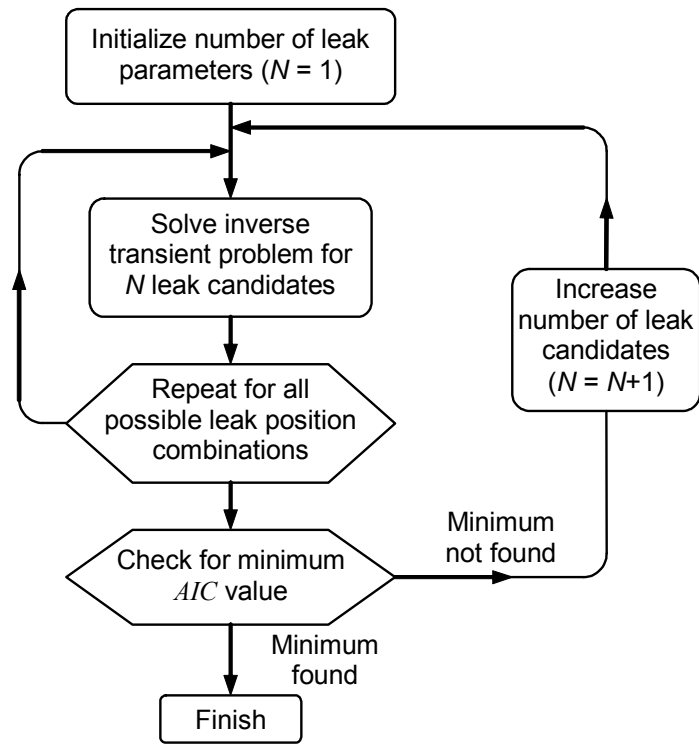 Initialize number of leak
parameters (N = 1)
Solve inverse
transient problem for
N leak candidates
Increase
number of leak
candidates
(N = N+1)
Repeat for all
possible leak position
combinations
Minimum
not found
Check for minimum
AIC value
Minimum
found
Finish